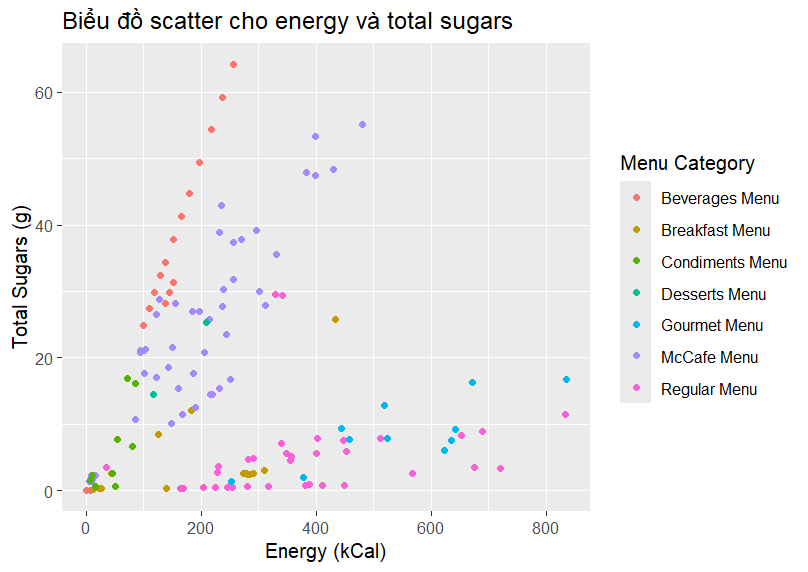 Biểu đồ scatter cho energy và total sugars
Total Sugars (g)
60
40
20
0
0 200 400 600 800
Energy (kCal)
Menu Category
Beverages Menu
Breakfast Menu
Condiments Menu
Desserts Menu
Gourmet Menu
McCafe Menu
Regular Menu